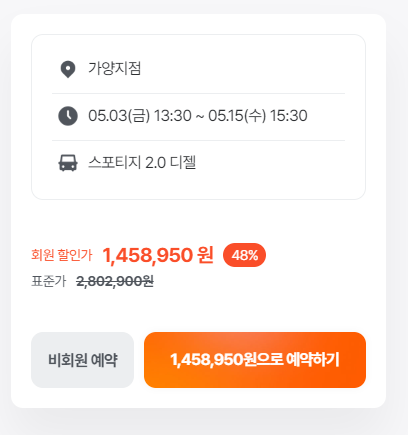 가양지점
05.03(금) 13:30 ~ 05.15(수) 15:30
스포티지 2.0 디젤
회원 할인가 1,458,950 원 48%
표준가 2,802,900원
비회원 예약 1,458,950원으로 예약하기